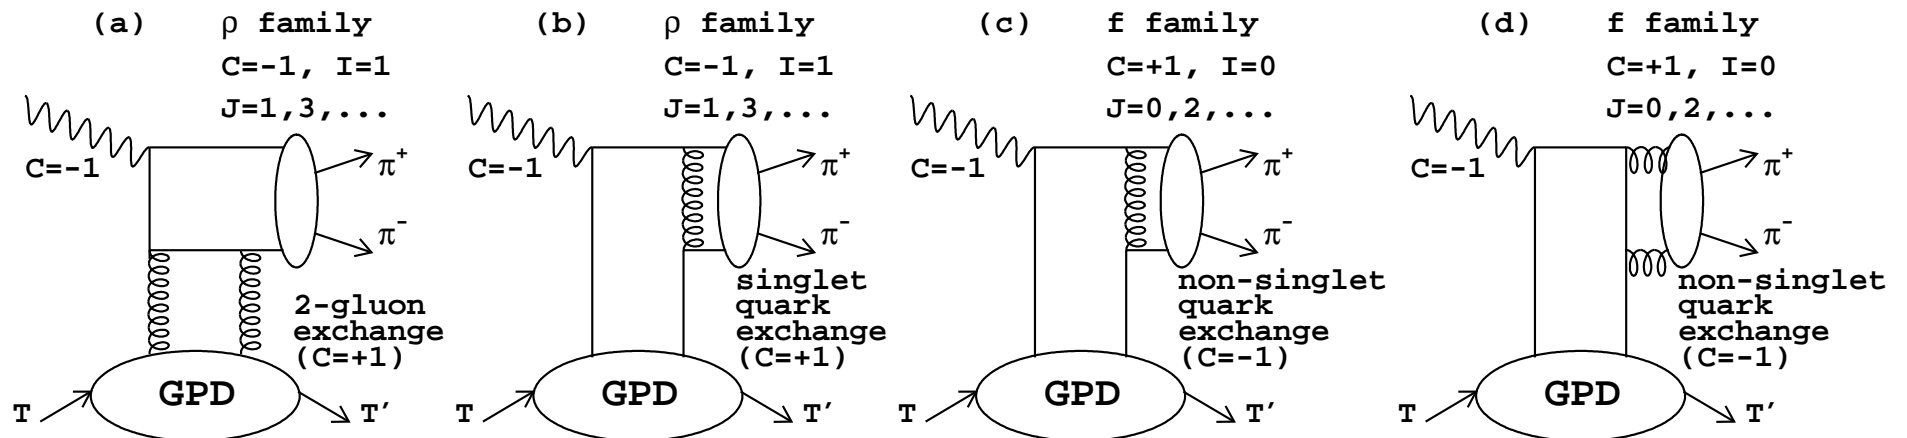 (a) ρ family
C=-1, I=1
J=1,3,...
C=-1
π+
π-
2-gluon
exchange
(C=+1)
GPD
T
T′
(b) ρ family
C=-1, I=1
J=1,3,...
C=-1
π+
π-
singlet
quark
exchange
(C=+1)
GPD
T
T′
(c) f family
C=+1, I=0
J=0,2,...
C=-1
π+
π-
non-singlet
quark
exchange
(C=-1)
GPD
T
T′
(d) f family
C=+1, I=0
J=0,2,...
C=-1
π+
π-
non-singlet
quark
exchange
(C=-1)
GPD
T
T′